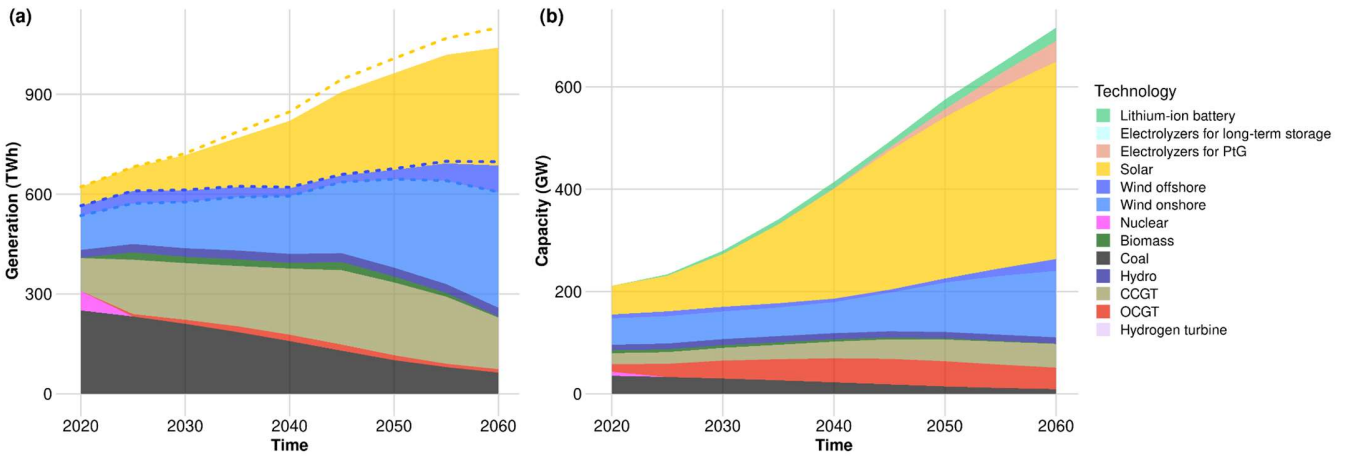 (a)
Generation (TWh)
900
600
300
0
2020
2030
2040
2050
2060
Time
(b)
Capacity (GW)
600
400
200
0
2020
2030
2040
2050
2060
Time
Technology
Lithium-ion battery
Electrolyzers for long-term storage
Electrolyzers for PtG
Solar
Wind offshore
Wind onshore
Nuclear
Biomass
Coal
Hydro
CCGT
OCGT
Hydrogen turbine